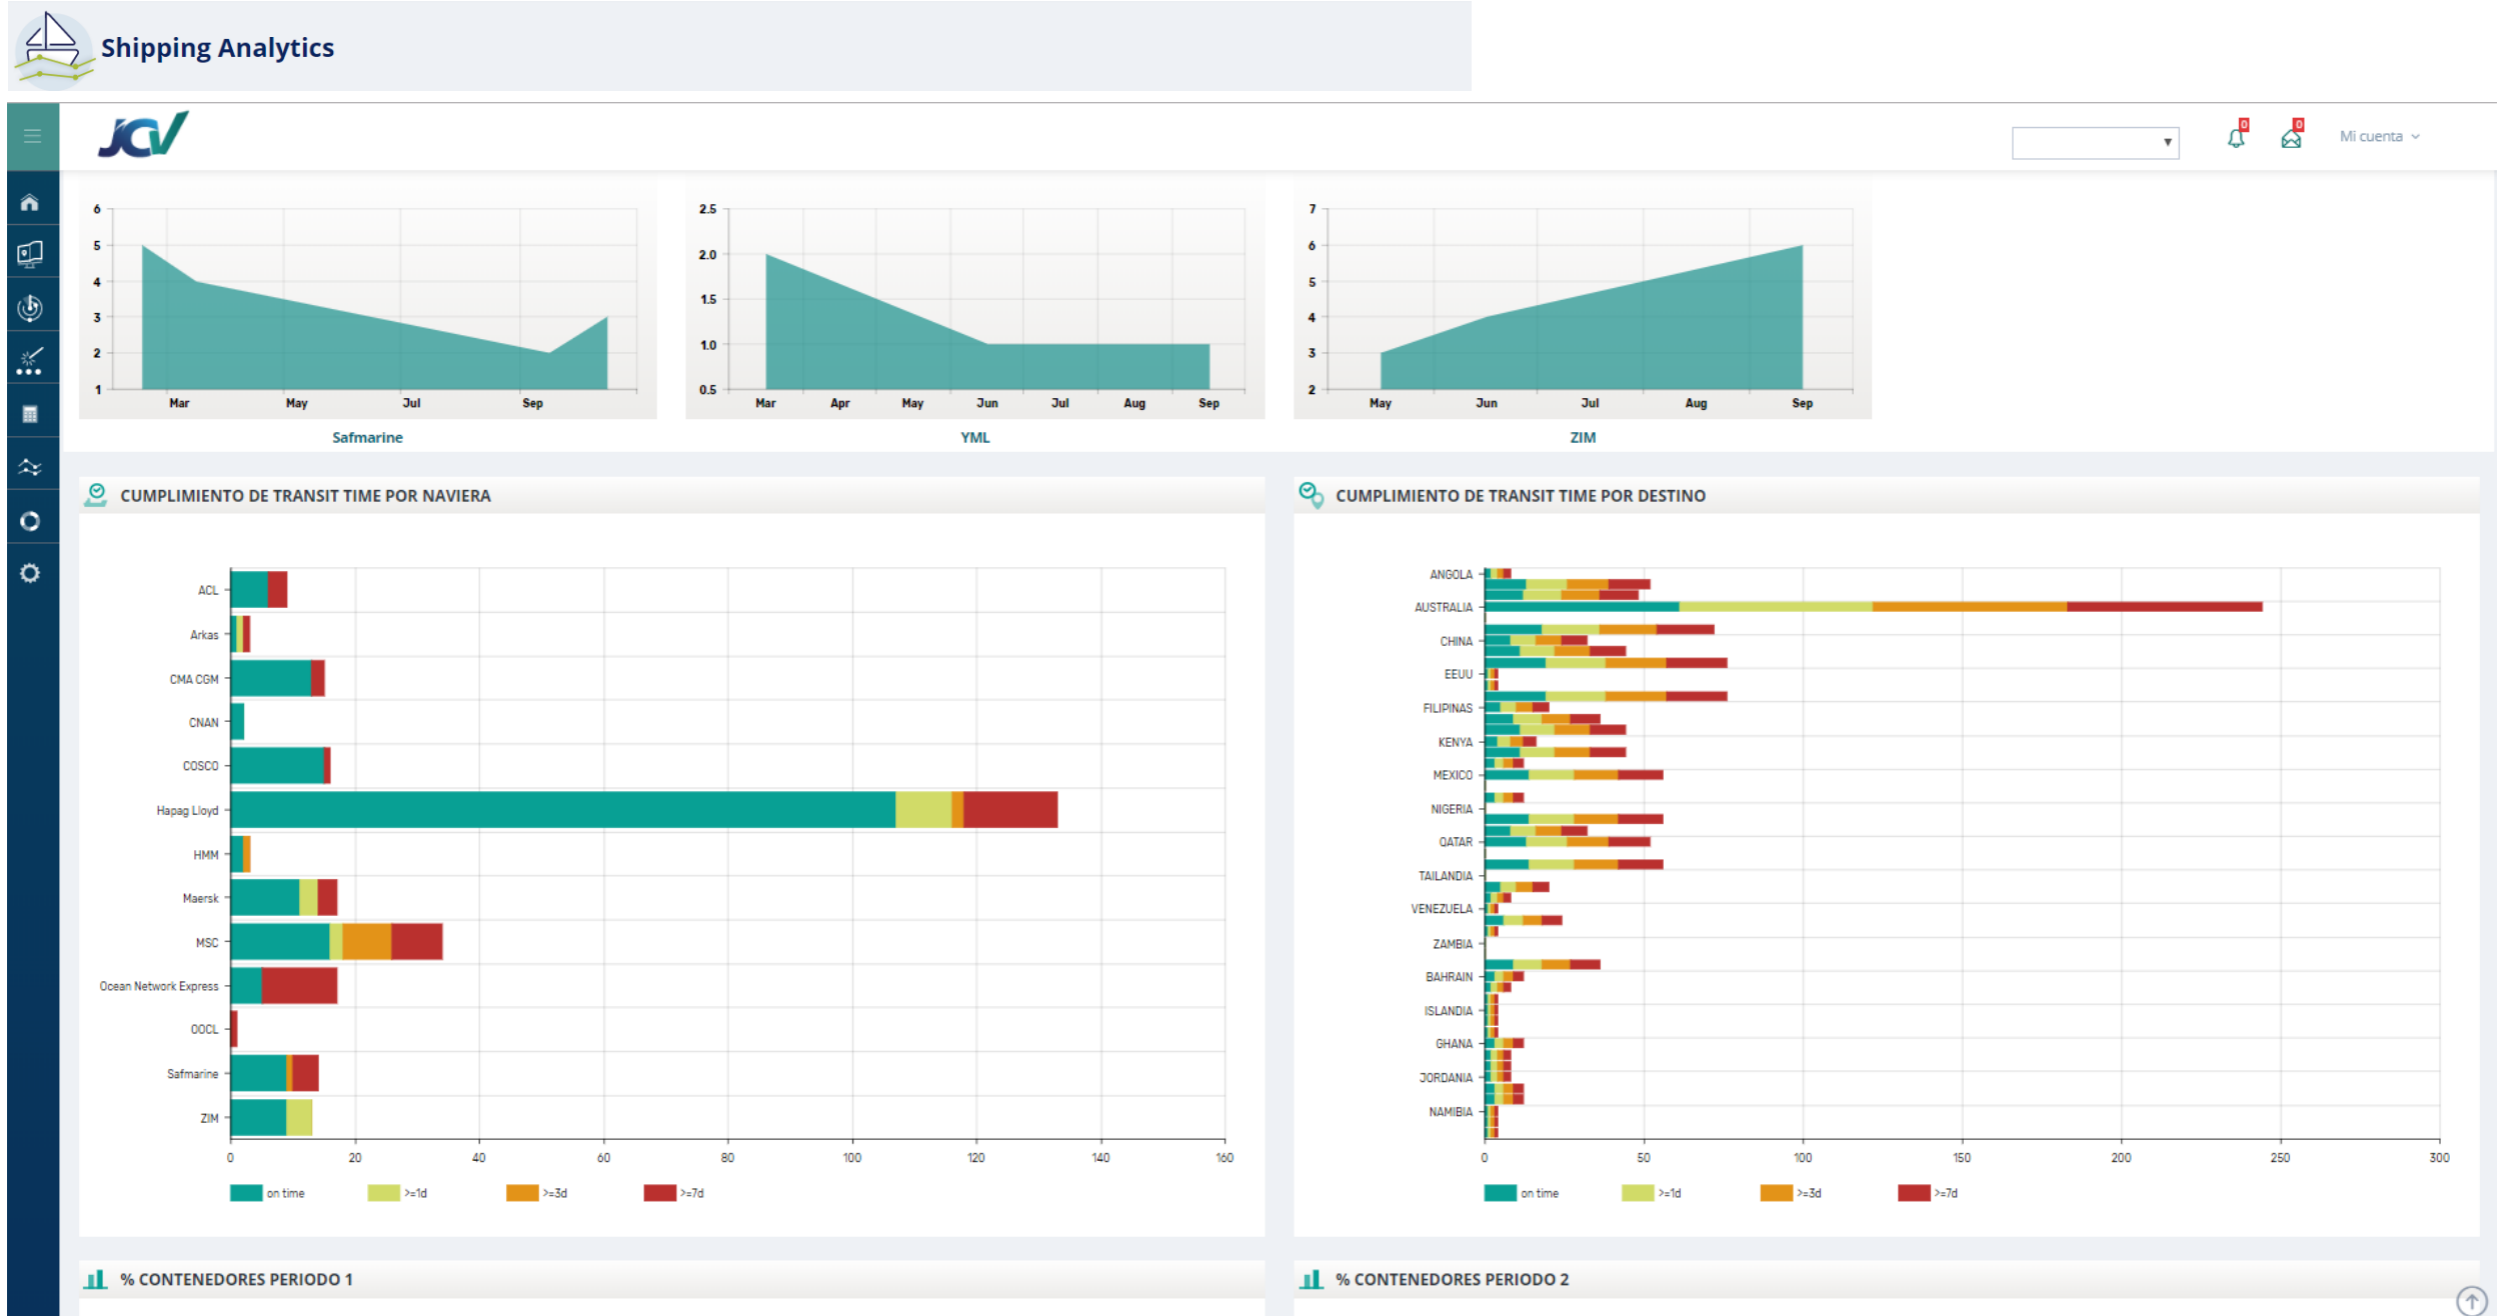 Shipping Analytics
JCV
0
0
Mi cuenta
6
5
4
3
2
1
Mar May Jul Sep
Safmarine
2.5
2.0
1.5
1.0
0.5
Mar Apr May Jun Jul Aug Sep
YML
7
6
5
4
3
2
May Jun Jul Aug Sep
ZIM
CUMPLIMIENTO DE TRANSIT TIME POR NAVIERA
ACL
Arkas
CMA CGM
CNAN
COSCO
Hapag Lloyd
HMM
Maersk
MSC
Ocean Network Express
OOCL
Safmarine
ZIM
0 20 40 60 80 100 120 140 160
on time >=1d >=3d >=7d
CUMPLIMIENTO DE TRANSIT TIME POR DESTINO
ANGOLA
AUSTRALIA
CHINA
EEUU
FILIPINAS
KENYA
MEXICO
NIGERIA
QATAR
TAILANDIA
VENEZUELA
ZAMBIA
BAHRAIN
ISLANDIA
GHANA
JORDANIA
NAMIBIA
0 50 100 150 200 250 300
on time >=1d >=3d >=7d
% CONTENEDORES PERIODO 1
% CONTENEDORES PERIODO 2